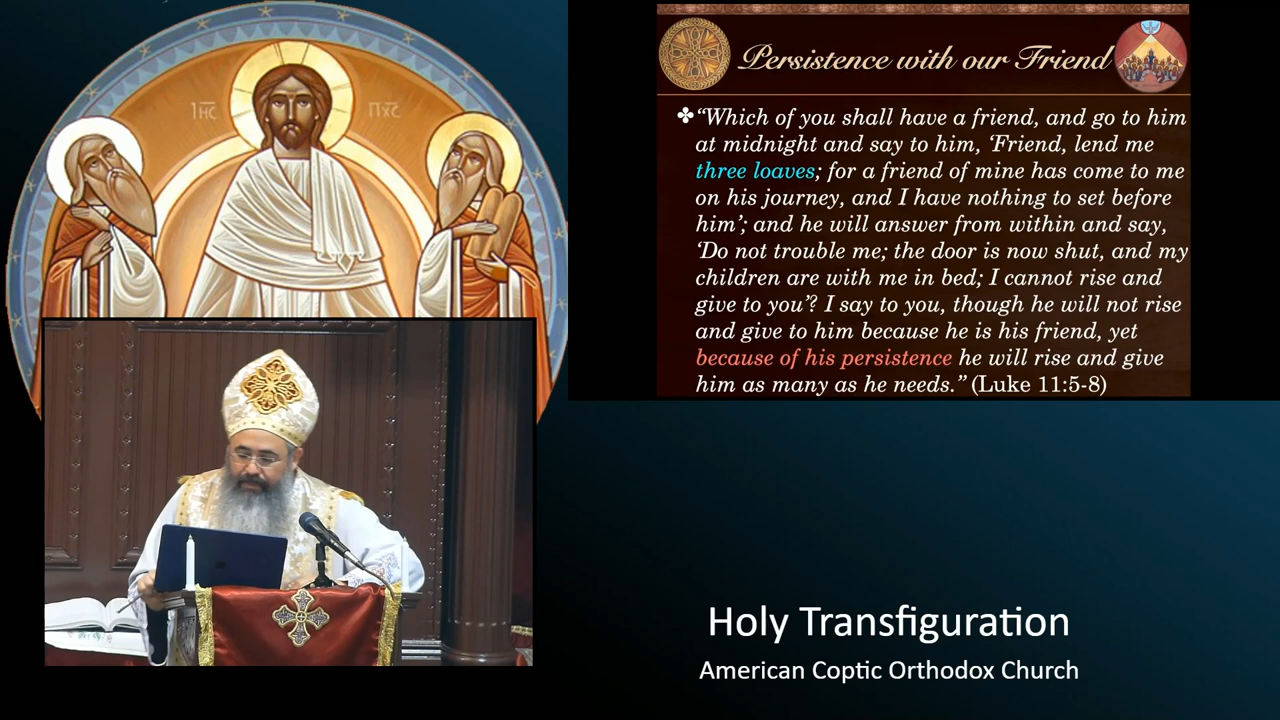 ΙΗC ΠΧC
Persistence with our Friend
“Which of you shall have a friend, and go to him
at midnight and say to him, ‘Friend, lend me
three loaves; for a friend of mine has come to me
on his journey, and I have nothing to set before
him’; and he will answer from within and say,
‘Do not trouble me; the door is now shut, and my
children are with me in bed; I cannot rise and
give to you’? I say to you, though he will not rise
and give to him because he is his friend, yet
because of his persistence he will rise and give
him as many as he needs.” (Luke 11:5-8)
Holy Transfiguration
American Coptic Orthodox Church